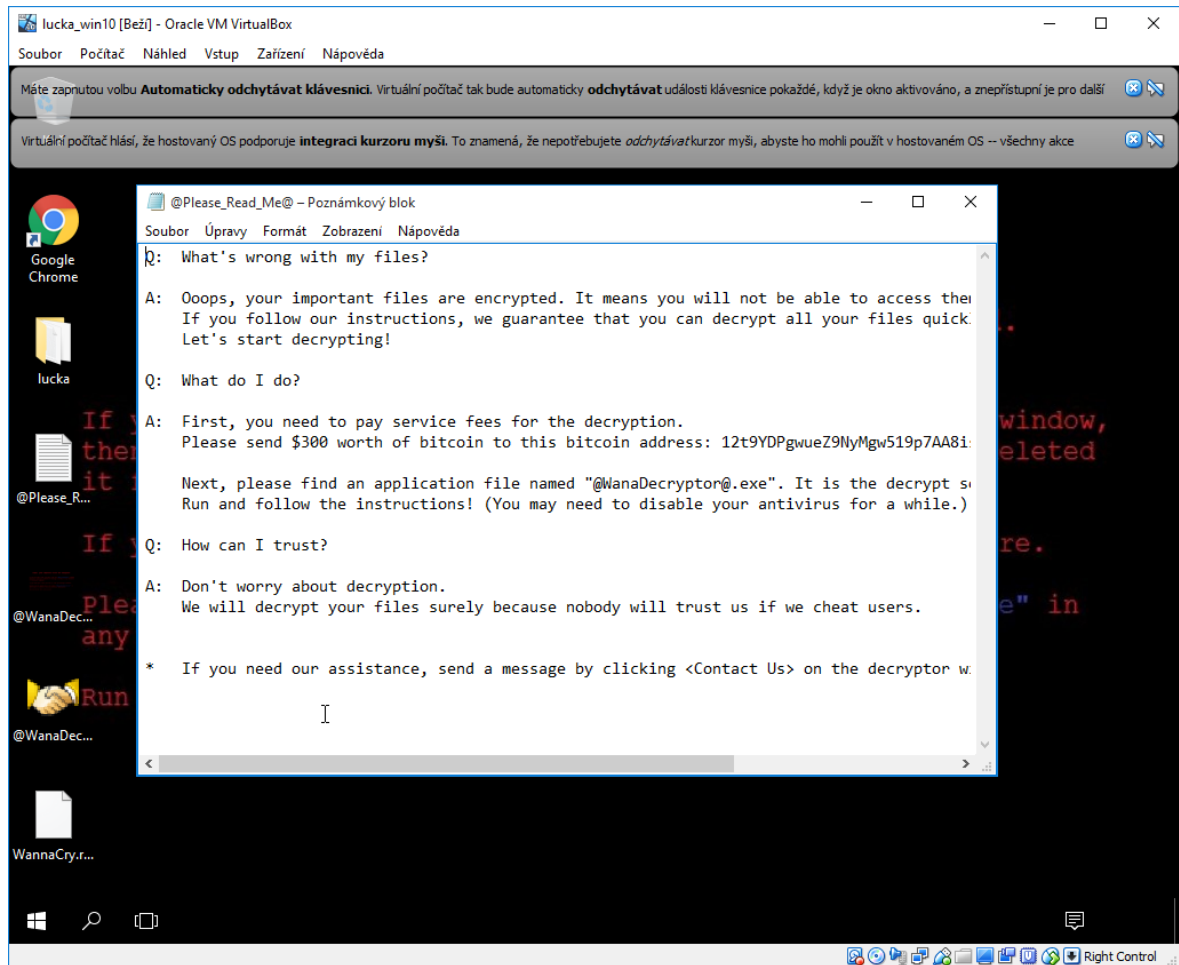 lucka_win10 [Beží] - Oracle VM VirtualBox
Soubor Počítač Náhled Vstup Zařízení Nápověda
Máte zapnutou volbu Automaticky odchytávat klávesnici. Virtuální počítač tak bude automaticky odchytávat události klávesnice pokaždé, když je okno aktivováno, a znepřístupní je pro další
Virtuální počítač hlásí, že hostovaný OS podporuje integraci kurzoru myši. To znamená, že nepotřebujete odchytávat kurzor myši, abyste ho mohli použít v hostovaném OS -- všechny akce
@Please_Read_Me@ – Poznámkový blok
Soubor Úpravy Formát Zobrazení Nápověda
Q: What's wrong with my files?
A: Ooops, your important files are encrypted. It means you will not be able to access
If you follow our instructions, we guarantee that you can decrypt all your files
Let's start decrypting!
Q: What do I do?
A: First, you need to pay service fees for the decryption.
Please send $300 worth of bitcoin to this bitcoin address: 12t9YDPgwueZ9NyMgw519p7AA8i
Next, please find an application file named "@WanaDecryptor@.exe". It is the decrypt
Run and follow the instructions! (You may need to disable your antivirus for a while.)
Q: How can I trust?
A: Don't worry about decryption.
We will decrypt your files surely because nobody will trust us if we cheat users.
* If you need our assistance, send a message by clicking <Contact Us> on the decryptor
Google
Chrome
lucka
@Please_R...
@WanaDec...
@WanaDec...
WannaCry.r...
If window,
eleted
it
If re.
e" in
any
Run
Right Control